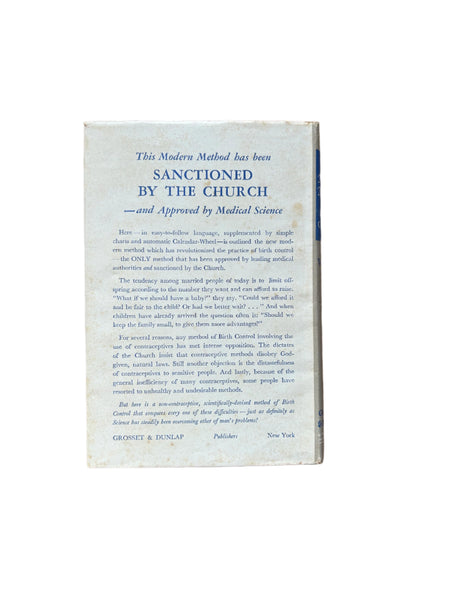 This Modern Method has been
SANCTIONED
BY THE CHURCH
—and Approved by Medical Science
Here—in easy-to-follow language, supplemented by simple
charts and automatic Calendar-Wheel—is outlined the new mod-
ern method which has revolutionized the practice of birth control
—the ONLY method that has been approved by leading medical
authorities and sanctioned by the Church.
The tendency among married people of today is to limit off-
spring according to the number they want and can afford to raise.
"What if we should have a baby?" they say. "Could we afford it
and be fair to the child? Or had we better wait? . . ." And when
children have already arrived the question often is: "Should we
keep the family small, to give them more advantages?"
For several reasons, any method of Birth Control involving the
use of contraceptives has met intense opposition. The dictates
of the Church insist that contraceptive methods disobey God-
given, natural laws. Still another objection is the distastefulness
of contraceptives to sensitive people. And lastly, because of the
general inefficiency of many contraceptives, some people have
resorted to unhealthy and undesirable methods.
But here is a non-contraceptive, scientifically-devised method of Birth
Control that conquers every one of these difficulties—just as definitely as
Science has steadily been overcoming other of man's problems!
GROSSET & DUNLAP Publishers New York